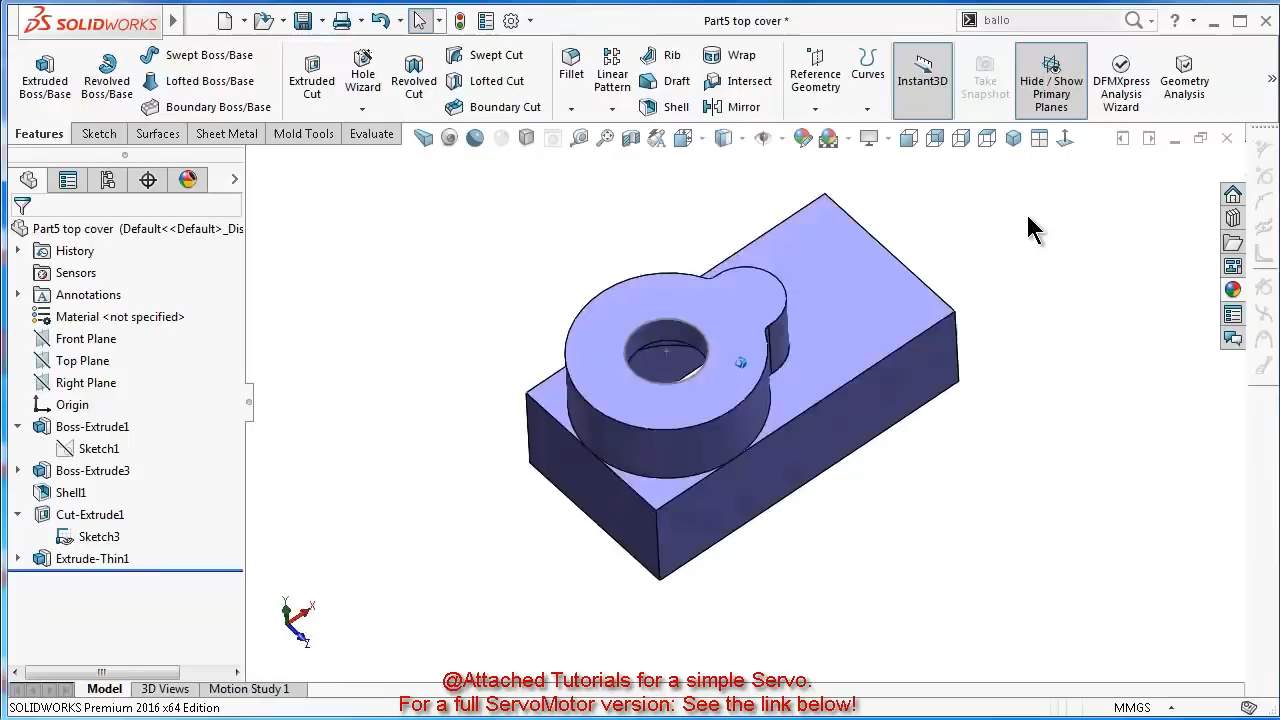 SOLIDWORKS
Part5 top cover *
ballo
Extruded Boss/Base
Revolved Boss/Base
Swept Boss/Base
Lofted Boss/Base
Boundary Boss/Base
Extruded Cut
Hole Wizard
Revolved Cut
Swept Cut
Lofted Cut
Boundary Cut
Fillet
Linear Pattern
Rib
Draft
Shell
Wrap
Intersect
Mirror
Reference Geometry
Curves
Instant3D
Take Snapshot
Hide / Show Primary Planes
DFMXpress Analysis Wizard
Geometry Analysis
Features
Sketch
Surfaces
Sheet Metal
Mold Tools
Evaluate
Part5 top cover (Default<<Default>_Dis
History
Sensors
Annotations
Material <not specified>
Front Plane
Top Plane
Right Plane
Origin
Boss-Extrude1
Sketch1
Boss-Extrude3
Shell1
Cut-Extrude1
Sketch3
Extrude-Thin1
Y
X
Z
Model
3D Views
Motion Study 1
@Attached Tutorials for a simple Servo.
For a full ServoMotor version: See the link below!
SOLIDWORKS Premium 2016 x64 Edition
MMGS